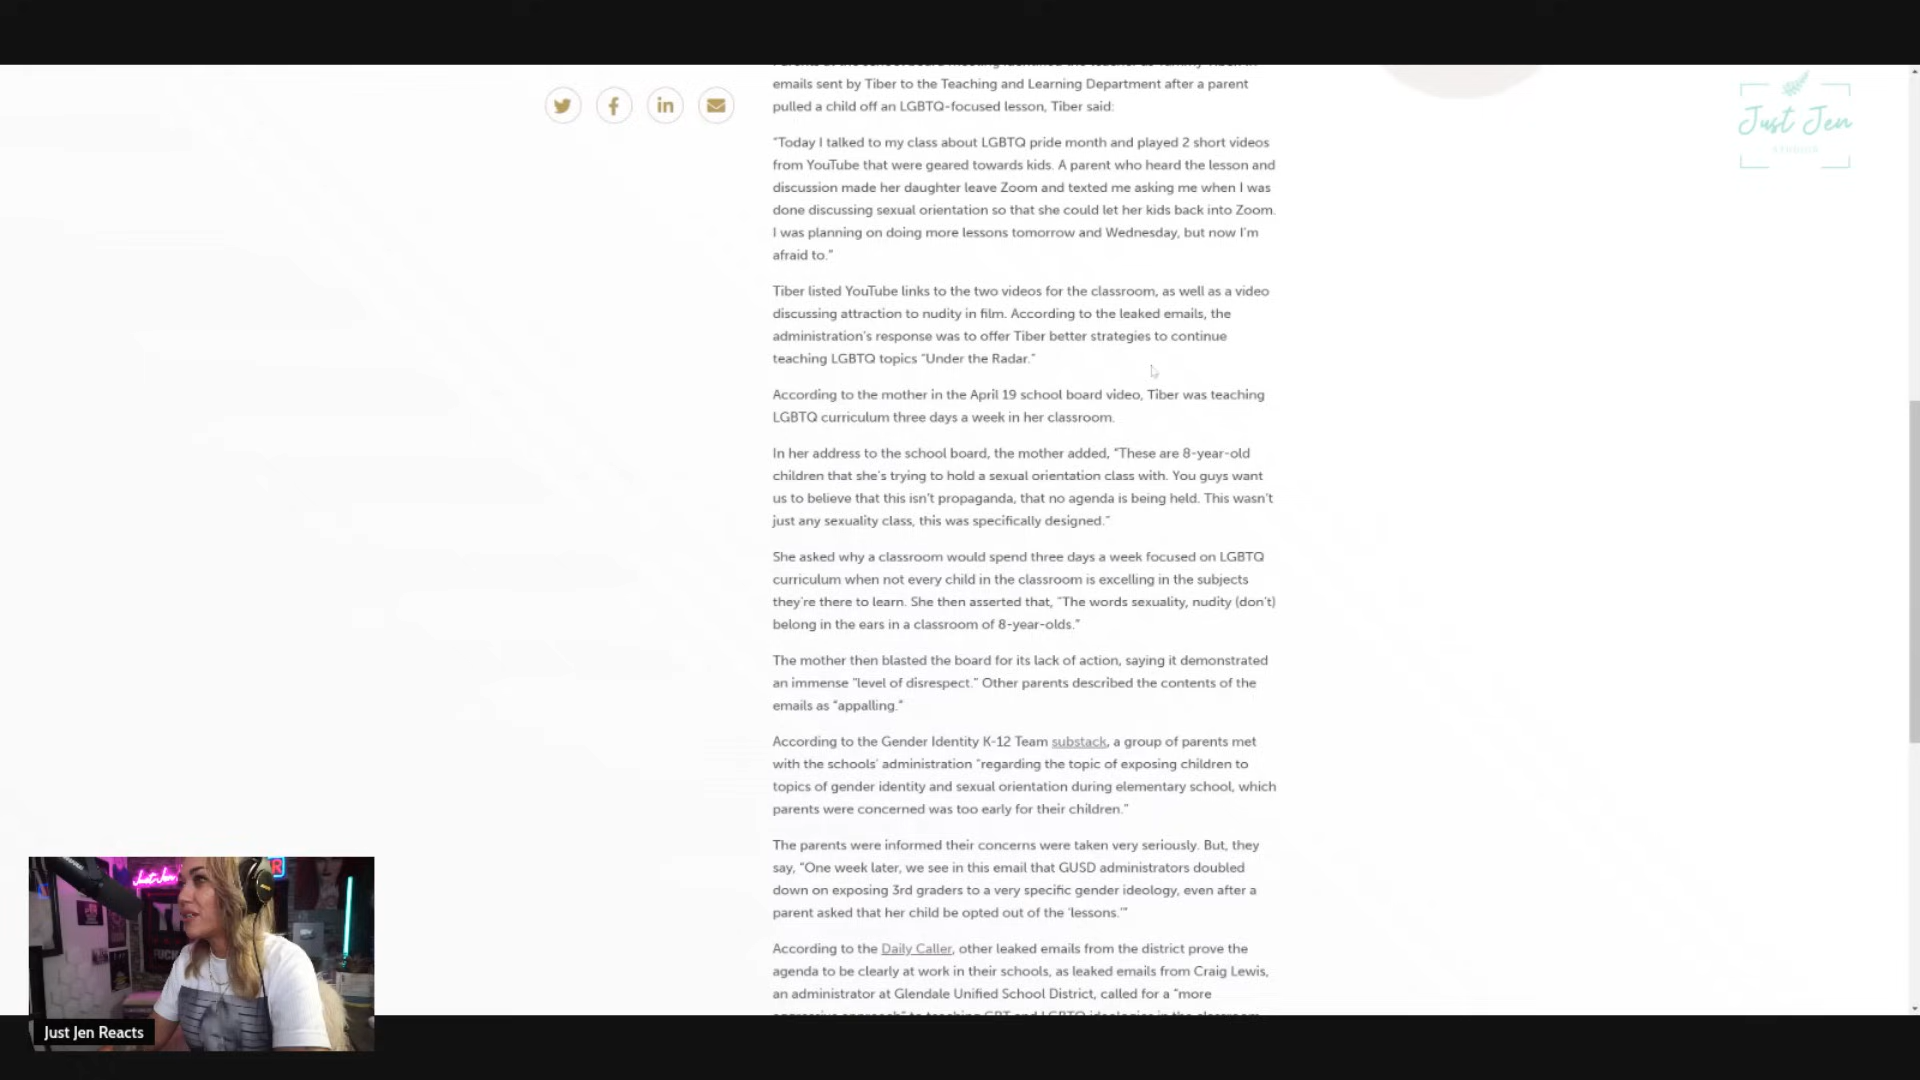 emails sent by Tiber to the Teaching and Learning Department after a parent
pulled a child off an LGBTQ-focused lesson, Tiber said:
“Today I talked to my class about LGBTQ pride month and played 2 short videos
from YouTube that were geared towards kids. A parent who heard the lesson and
discussion made her daughter leave Zoom and texted me asking me when I was
done discussing sexual orientation so that she could let her kids back into Zoom.
I was planning on doing more lessons tomorrow and Wednesday, but now I’m
afraid to.”
Tiber listed YouTube links to the two videos for the classroom, as well as a video
discussing attraction to nudity in film. According to the leaked emails, the
administration’s response was to offer Tiber better strategies to continue
teaching LGBTQ topics “Under the Radar.”
According to the mother in the April 19 school board video, Tiber was teaching
LGBTQ curriculum three days a week in her classroom.
In her address to the school board, the mother added, “These are 8-year-old
children that she’s trying to hold a sexual orientation class with. You guys want
us to believe that this isn’t propaganda, that no agenda is being held. This wasn’t
just any sexuality class, this was specifically designed.”
She asked why a classroom would spend three days a week focused on LGBTQ
curriculum when not every child in the classroom is excelling in the subjects
they’re there to learn. She then asserted that, “The words sexuality, nudity (don’t)
belong in the ears in a classroom of 8-year-olds.”
The mother then blasted the board for its lack of action, saying it demonstrated
an immense “level of disrespect.” Other parents described the contents of the
emails as “appalling.”
According to the Gender Identity K-12 Team substack, a group of parents met
with the schools’ administration “regarding the topic of exposing children to
topics of gender identity and sexual orientation during elementary school, which
parents were concerned was too early for their children.”
The parents were informed their concerns were taken very seriously. But, they
say, “One week later, we see in this email that GUSD administrators doubled
down on exposing 3rd graders to a very specific gender ideology, even after a
parent asked that her child be opted out of the ‘lessons.’”
According to the Daily Caller, other leaked emails from the district prove the
agenda to be clearly at work in their schools, as leaked emails from Craig Lewis,
an administrator at Glendale Unified School District, called for a “more
Just Jen
STUDIOS
Just Jen
Just Jen Reacts